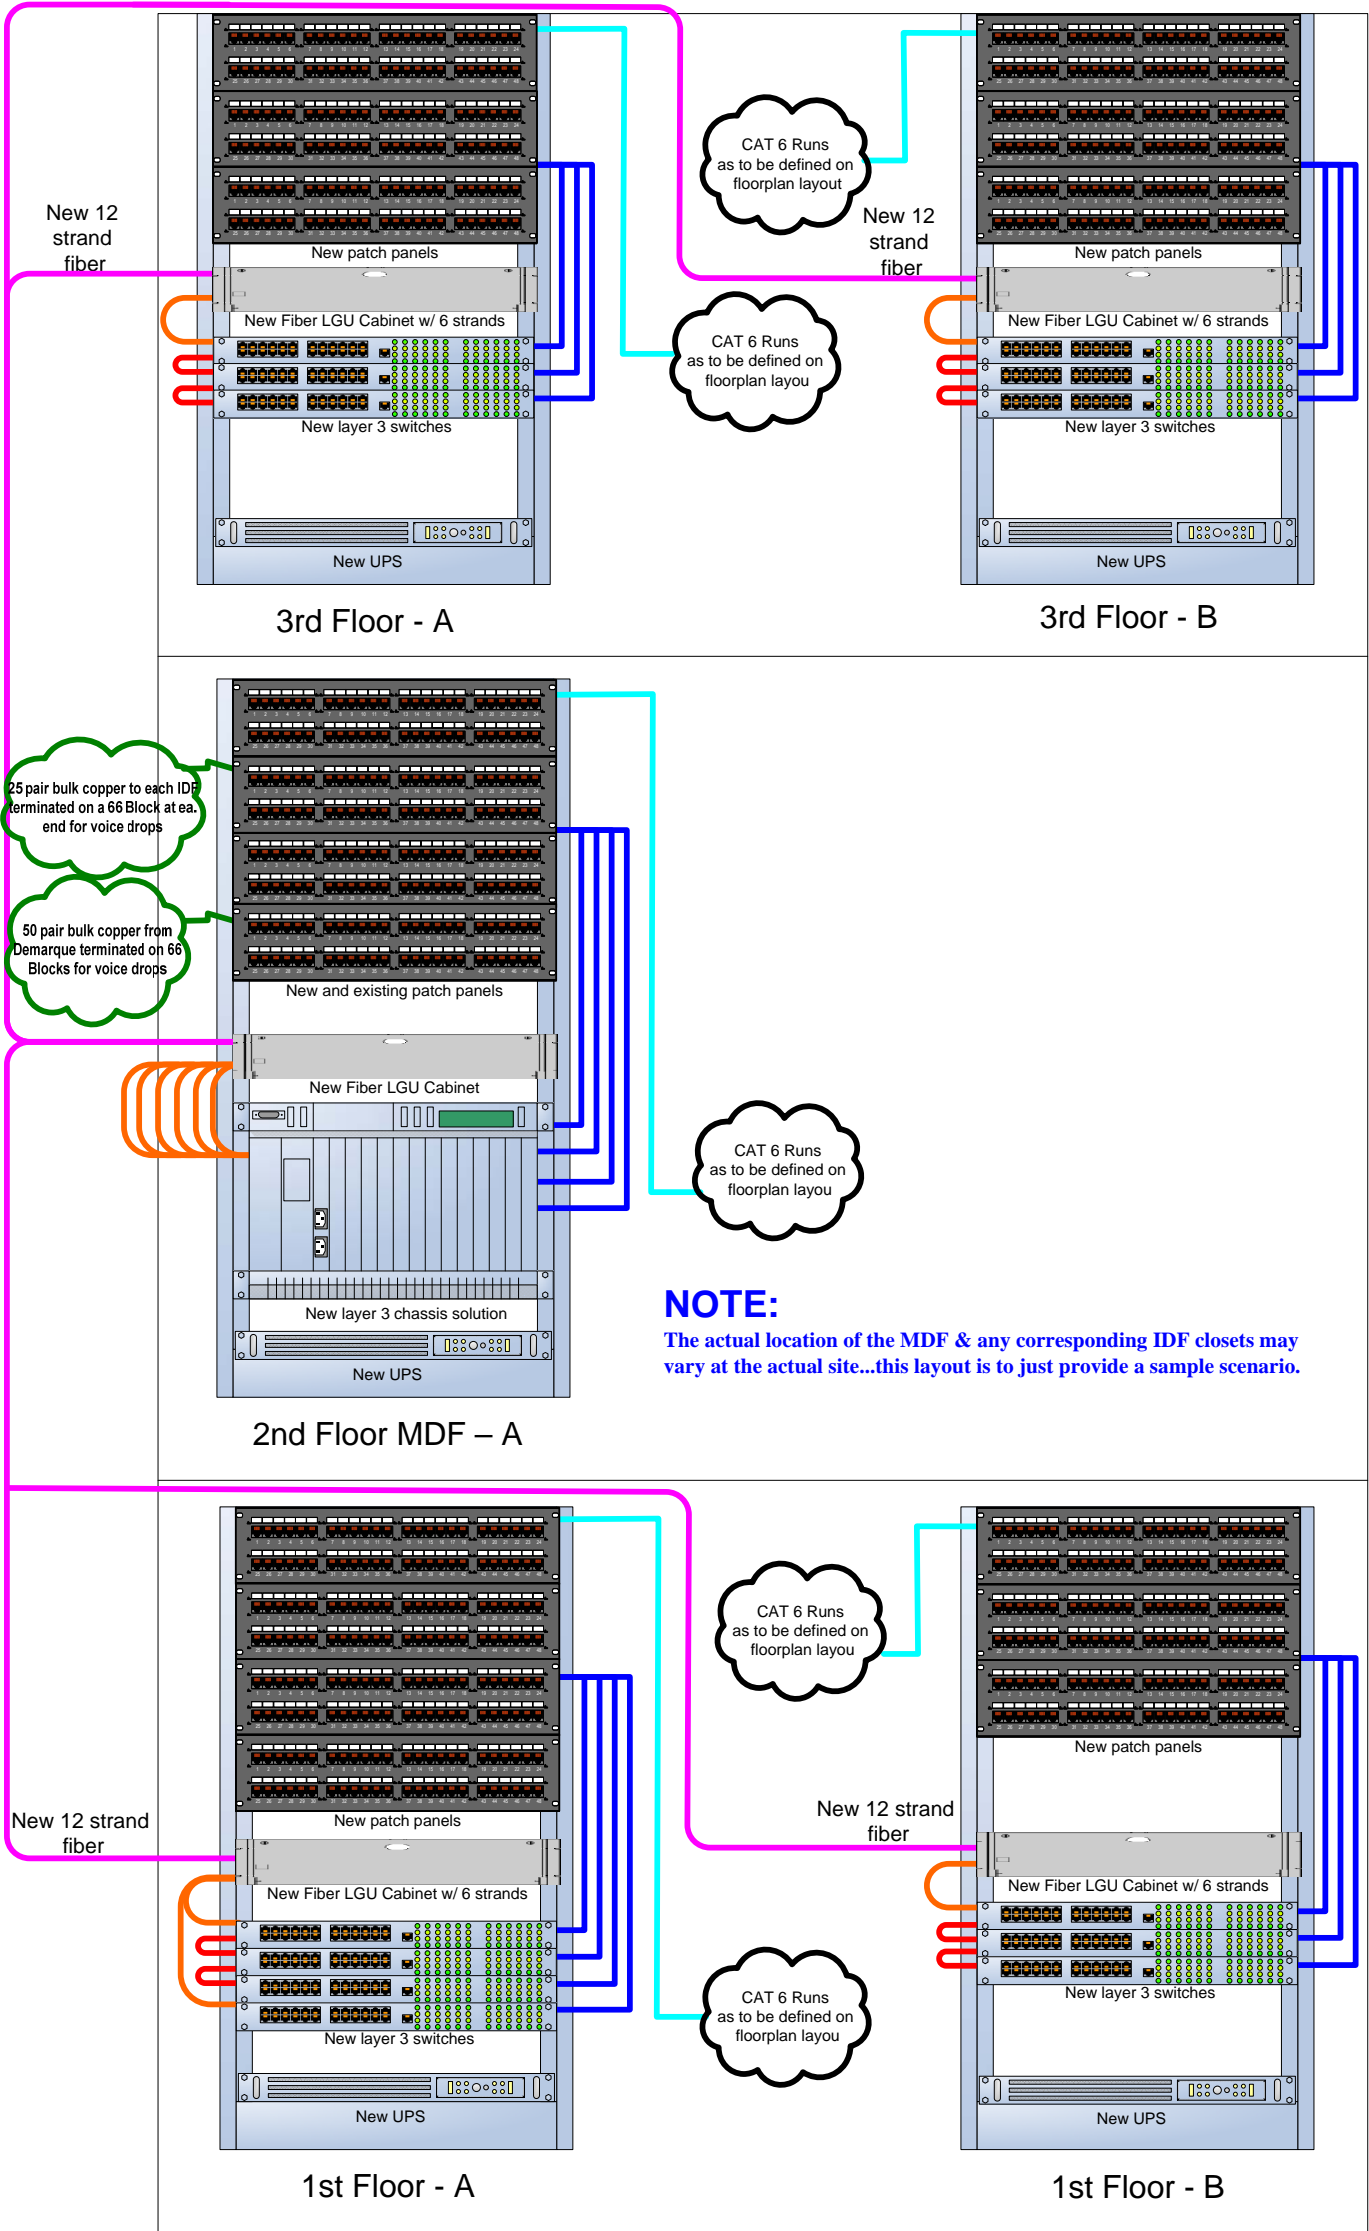 CAT 6 Runs
as to be defined on
floorplan layout
New 12
strand
fiber
New patch panels
New Fiber LGU Cabinet w/ 6 strands
New layer 3 switches
New UPS
3rd Floor - A
CAT 6 Runs
as to be defined on
floorplan layou
New 12
strand
fiber
New patch panels
New Fiber LGU Cabinet w/ 6 strands
New layer 3 switches
New UPS
3rd Floor - B
25 pair bulk copper to each IDF
terminated on a 66 Block at ea.
end for voice drops
50 pair bulk copper from
Demarque terminated on 66
Blocks for voice drops
New and existing patch panels
New Fiber LGU Cabinet
New layer 3 chassis solution
New UPS
2nd Floor MDF – A
CAT 6 Runs
as to be defined on
floorplan layou
NOTE:
The actual location of the MDF & any corresponding IDF closets may
vary at the actual site...this layout is to just provide a sample scenario.
New 12 strand
fiber
New patch panels
New Fiber LGU Cabinet w/ 6 strands
New layer 3 switches
New UPS
1st Floor - A
CAT 6 Runs
as to be defined on
floorplan layou
New 12 strand
fiber
CAT 6 Runs
as to be defined on
floorplan layou
New patch panels
New Fiber LGU Cabinet w/ 6 strands
New layer 3 switches
New UPS
1st Floor - B